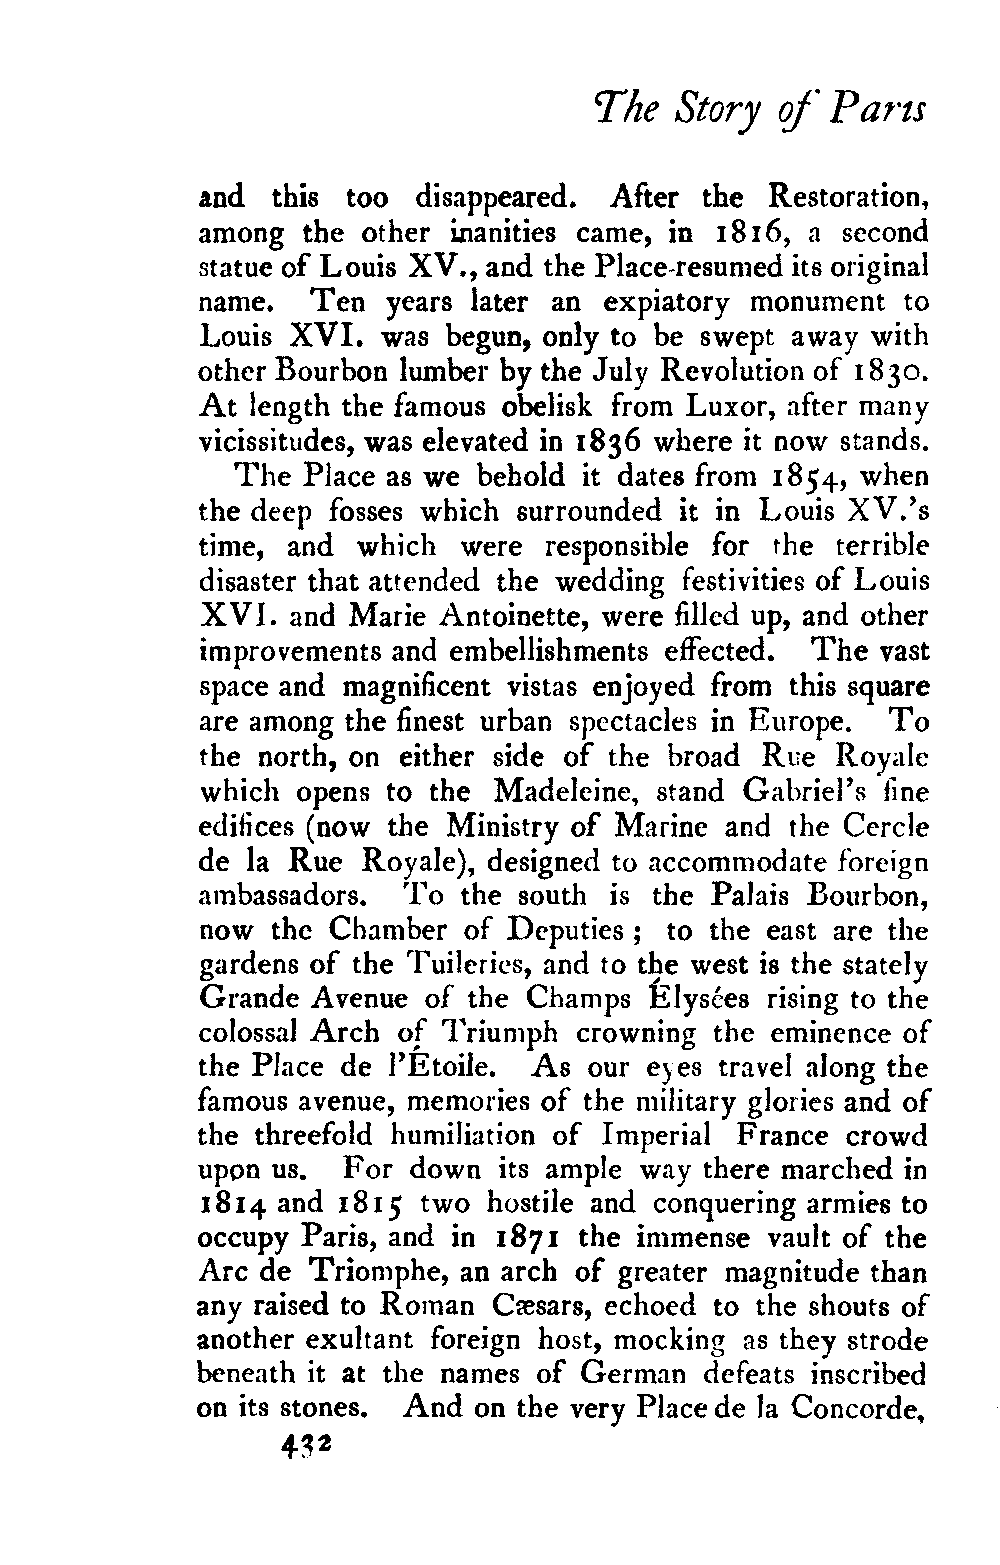 The Story of Paris
and this too disappeared. After the Restoration,
among the other inanities came, in 1816, a second
statue of Louis XV., and the Place-resumed its original
name. Ten years later an expiatory monument to
Louis XVI. was begun, only to be swept away with
other Bourbon lumber by the July Revolution of 1830.
At length the famous obelisk from Luxor, after many
vicissitudes, was elevated in 1836 where it now stands.
The Place as we behold it dates from 1854, when
the deep fosses which surrounded it in Louis XV.'s
time, and which were responsible for the terrible
disaster that attended the wedding festivities of Louis
XVI. and Marie Antoinette, were filled up, and other
improvements and embellishments effected. The vast
space and magnificent vistas enjoyed from this square
are among the finest urban spectacles in Europe. To
the north, on either side of the broad Rue Royale
which opens to the Madeleine, stand Gabriel's fine
edifices (now the Ministry of Marine and the Cercle
de la Rue Royale), designed to accommodate foreign
ambassadors. To the south is the Palais Bourbon,
now the Chamber of Deputies ; to the east are the
gardens of the Tuileries, and to the west is the stately
Grande Avenue of the Champs Élysées rising to the
colossal Arch of Triumph crowning the eminence of
the Place de l'Étoile. As our eyes travel along the
famous avenue, memories of the military glories and of
the threefold humiliation of Imperial France crowd
upon us. For down its ample way there marched in
1814 and 1815 two hostile and conquering armies to
occupy Paris, and in 1871 the immense vault of the
Arc de Triomphe, an arch of greater magnitude than
any raised to Roman Cæsars, echoed to the shouts of
another exultant foreign host, mocking as they strode
beneath it at the names of German defeats inscribed
on its stones. And on the very Place de la Concorde,
432